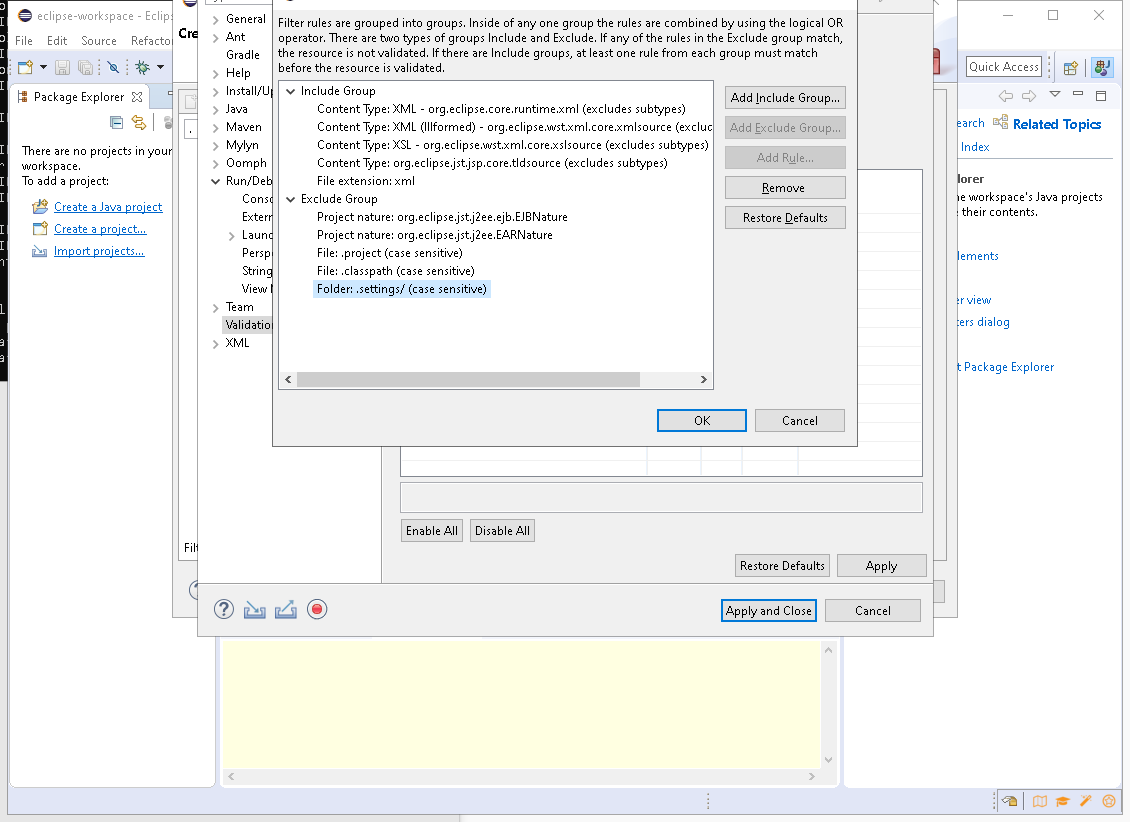 eclipse-workspace - Eclips
File Edit Source Refacto
Cre
Quick Access
Package Explorer
There are no projects in your
workspace.
To add a project:
Create a Java project
Create a project...
Import projects...
General
Ant
Gradle
Help
Install/Up
Java
Maven
Mylyn
Oomph
Run/Deb
Consc
Extern
Launc
Persp
String
View M
Team
Validatio
XML
Filter rules are grouped into groups. Inside of any one group the rules are combined by using the logical OR
operator. There are two types of groups Include and Exclude. If any of the rules in the Exclude group match,
the resource is not validated. If there are Include groups, at least one rule from each group must match
before the resource is validated.
Include Group
Content Type: XML - org.eclipse.core.runtime.xml (excludes subtypes)
Content Type: XML (Illformed) - org.eclipse.wst.xml.core.xmlsource (exclud
Content Type: XSL - org.eclipse.wst.xml.core.xslsource (excludes subtypes)
Content Type: org.eclipse.jst.jsp.core.tldsource (excludes subtypes)
File extension: xml
Exclude Group
Project nature: org.eclipse.jst.j2ee.ejb.EJBNature
Project nature: org.eclipse.jst.j2ee.EARNature
File: .project (case sensitive)
File: .classpath (case sensitive)
Folder: .settings/ (case sensitive)
Add Include Group...
Add Exclude Group...
Add Rule...
Remove
Restore Defaults
OK Cancel
earch Related Topics
Index
lorer
he workspace's Java projects
their contents.
lements
er view
ters dialog
t Package Explorer
Filt
Enable All Disable All
Restore Defaults Apply
Apply and Close Cancel